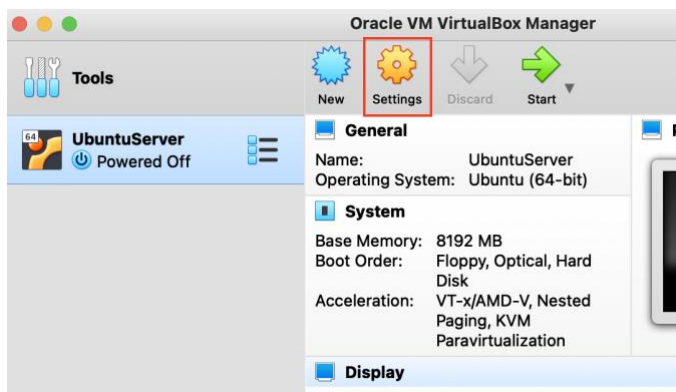 Oracle VM VirtualBox Manager
Tools
New
Settings
Discard
Start
64
UbuntuServer
Powered Off
General
Name: UbuntuServer
Operating System: Ubuntu (64-bit)
System
Base Memory: 8192 MB
Boot Order: Floppy, Optical, Hard
Disk
Acceleration: VT-x/AMD-V, Nested
Paging, KVM
Paravirtualization
Display